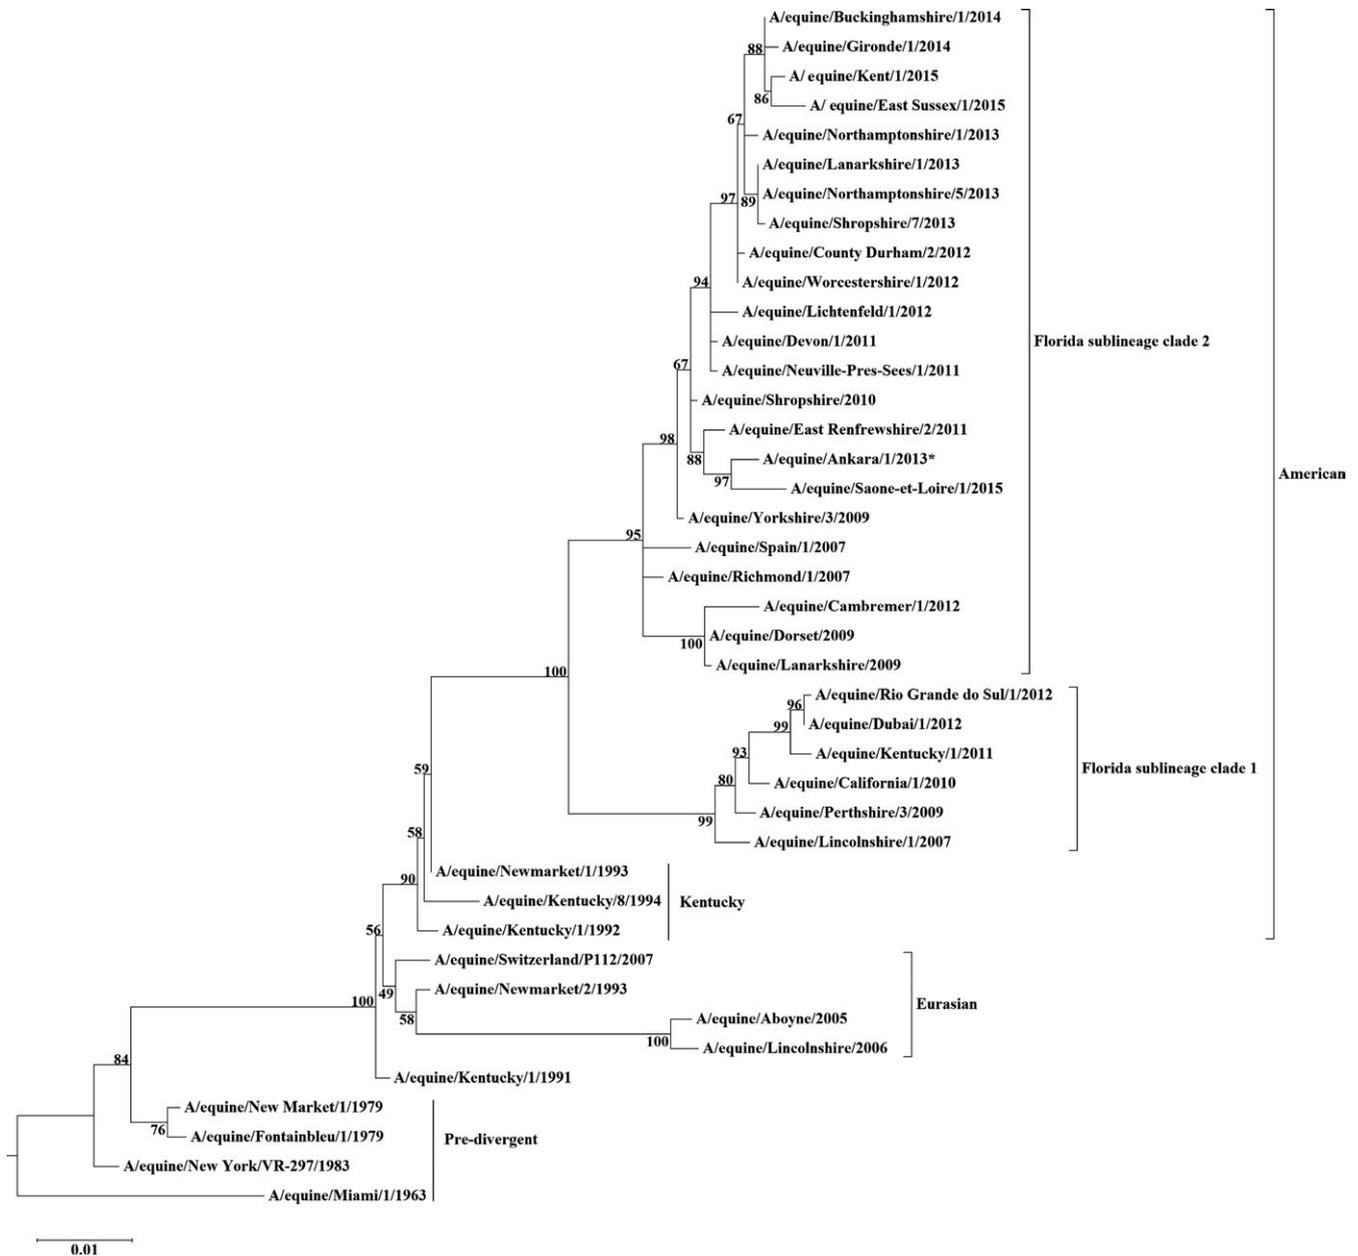 A/equine/Buckinghamshire/1/2014
88
A/equine/Gironde/1/2014
A/ equine/Kent/1/2015
86
A/ equine/East Sussex/1/2015
67
A/equine/Northamptonshire/1/2013
A/equine/Lanarkshire/1/2013
97
89
A/equine/Northamptonshire/5/2013
A/equine/Shropshire/7/2013
A/equine/County Durham/2/2012
94
A/equine/Worcestershire/1/2012
A/equine/Lichtenfeld/1/2012
A/equine/Devon/1/2011
Florida sublineage clade 2
67
A/equine/Neuville-Pres-Sees/1/2011
A/equine/Shropshire/2010
98
A/equine/East Renfrewshire/2/2011
88
A/equine/Ankara/1/2013*
American
97
A/equine/Saone-et-Loire/1/2015
A/equine/Yorkshire/3/2009
95
A/equine/Spain/1/2007
A/equine/Richmond/1/2007
A/equine/Cambremer/1/2012
100
A/equine/Dorset/2009
A/equine/Lanarkshire/2009
100
A/equine/Rio Grande do Sul/1/2012
96
A/equine/Dubai/1/2012
99
93
A/equine/Kentucky/1/2011
59
Florida sublineage clade 1
80
A/equine/California/1/2010
99
A/equine/Perthshire/3/2009
58
A/equine/Lincolnshire/1/2007
90
A/equine/Newmarket/1/1993
A/equine/Kentucky/8/1994
Kentucky
56
A/equine/Kentucky/1/1992
A/equine/Switzerland/P112/2007
100
49
A/equine/Newmarket/2/1993
Eurasian
58
A/equine/Aboyne/2005
100
A/equine/Lincolnshire/2006
84
A/equine/Kentucky/1/1991
A/equine/New Market/1/1979
76
A/equine/Fontainbleu/1/1979
Pre-divergent
A/equine/New York/VR-297/1983
A/equine/Miami/1/1963
0.01